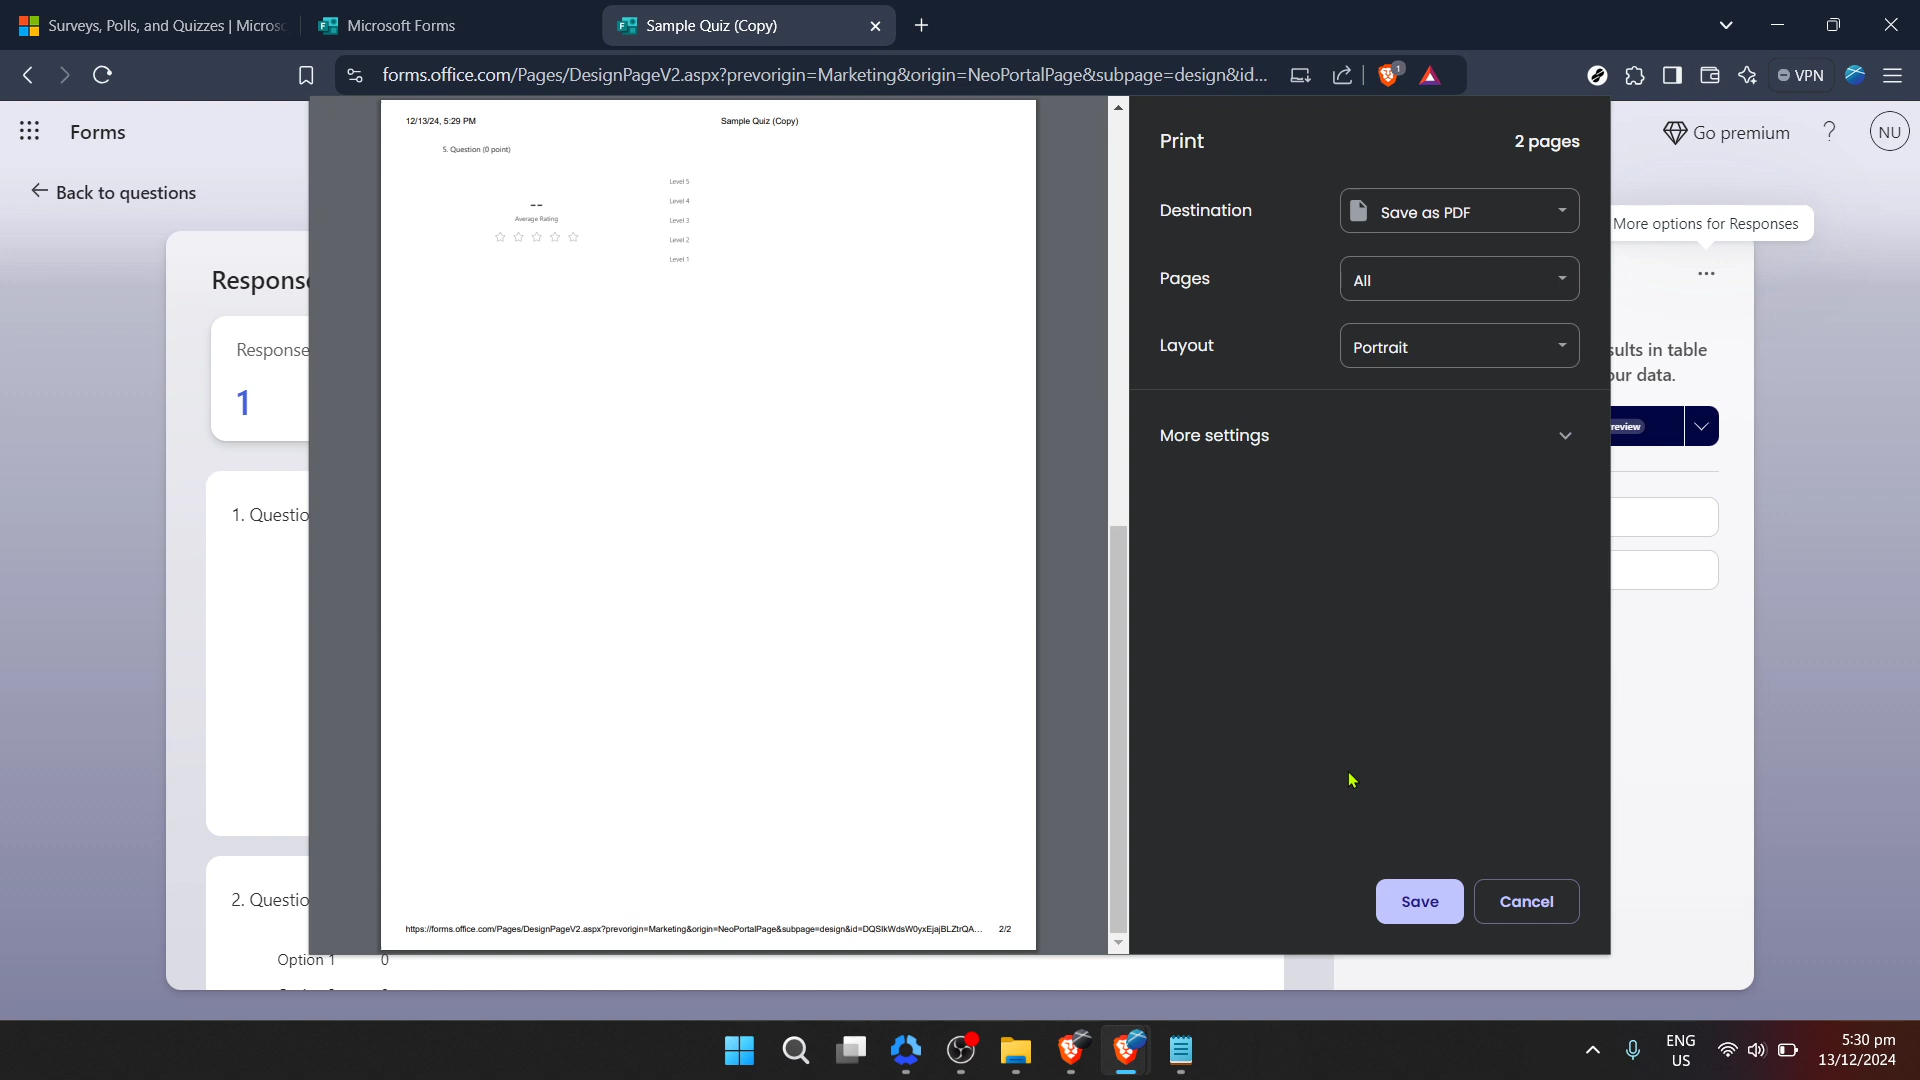 Surveys, Polls, and Quizzes | Micros
Microsoft Forms
Sample Quiz (Copy)
forms.office.com/Pages/DesignPageV2.aspx?prevorigin=Marketing&origin=NeoPortalPage&subpage=design&id...
1
VPN
Forms
Go premium
?
NU
Back to questions
More options for Responses
12/13/24, 5:29 PM
Sample Quiz (Copy)
5. Question (0 point)
Level 5
Level 4
Level 3
Level 2
Level 1
--
Average Rating
Print
2 pages
Destination
Save as PDF
Pages
All
Layout
Portrait
More settings
Save
Cancel
Respons
Response
1
1. Questio
2. Questio
Option 1
0
sults in table
our data.
review
https://forms.office.com/Pages/DesignPageV2.aspx?prevorigin=Marketing&origin=NeoPortalPage&subpage=design&id=DQSIkWdsW0yxEjajBLZtrQA...
2/2
ENG
US
5:30 pm
13/12/2024